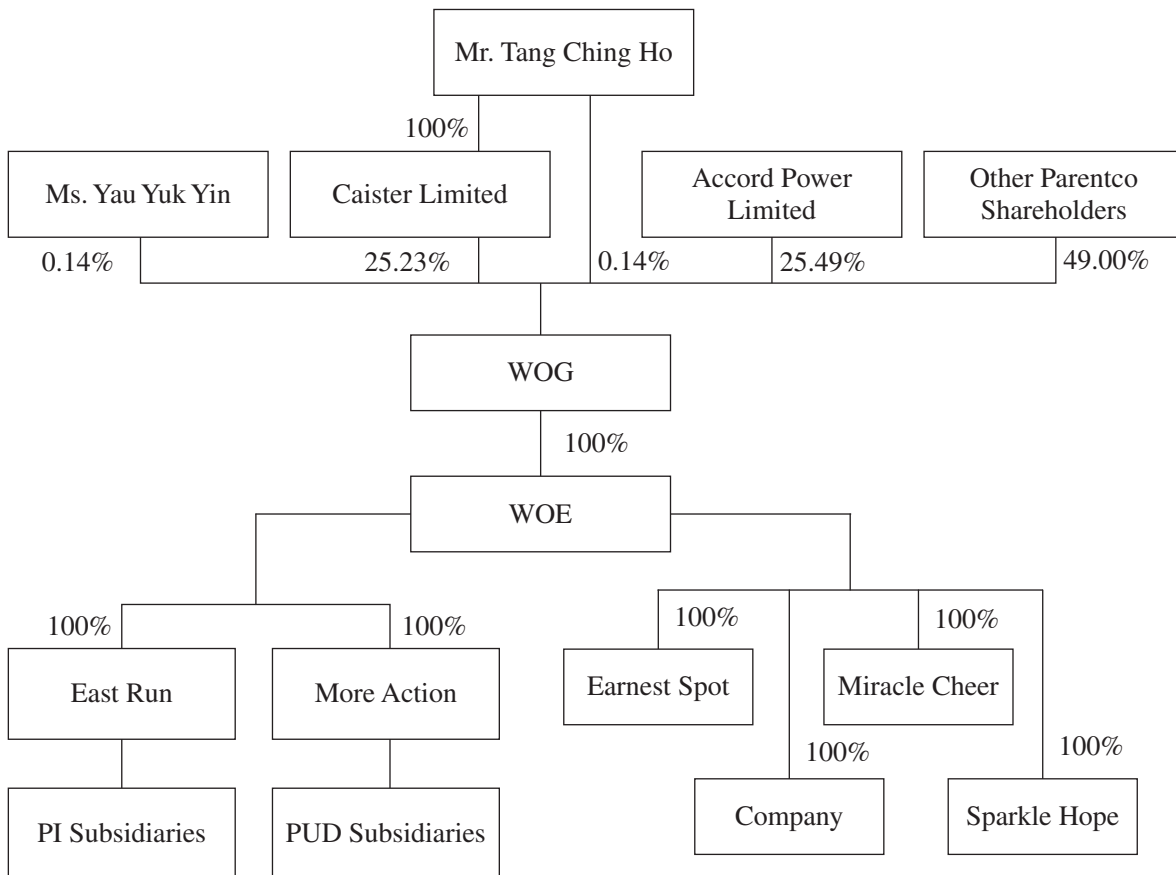 Mr. Tang Ching Ho
100%
Ms. Yau Yuk Yin
Caister Limited
Accord Power
Limited
Other Parentco
Shareholders
0.14%
25.23%
0.14%
25.49%
49.00%
WOG
100%
WOE
100%
100%
100%
100%
East Run
More Action
Earnest Spot
Miracle Cheer
100%
100%
PI Subsidiaries
PUD Subsidiaries
Company
Sparkle Hope